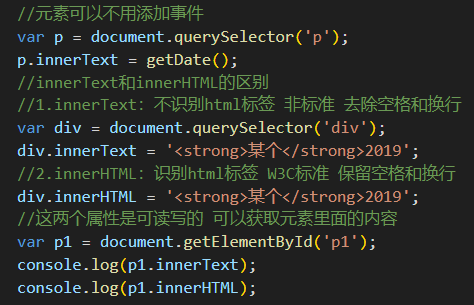 //元素可以不用添加事件
var p = document.querySelector('p');
p.innerText = getDate();
//innerText和innerHTML的区别
//1.innerText: 不识别html标签 非标准 去除空格和换行
var div = document.querySelector('div');
div.innerText = '<strong>某个</strong>2019';
//2.innerHTML: 识别html标签 W3C标准 保留空格和换行
div.innerHTML = '<strong>某个</strong>2019';
//这两个属性是可读写的 可以获取元素里面的内容
var p1 = document.getElementById('p1');
console.log(p1.innerText);
console.log(p1.innerHTML);